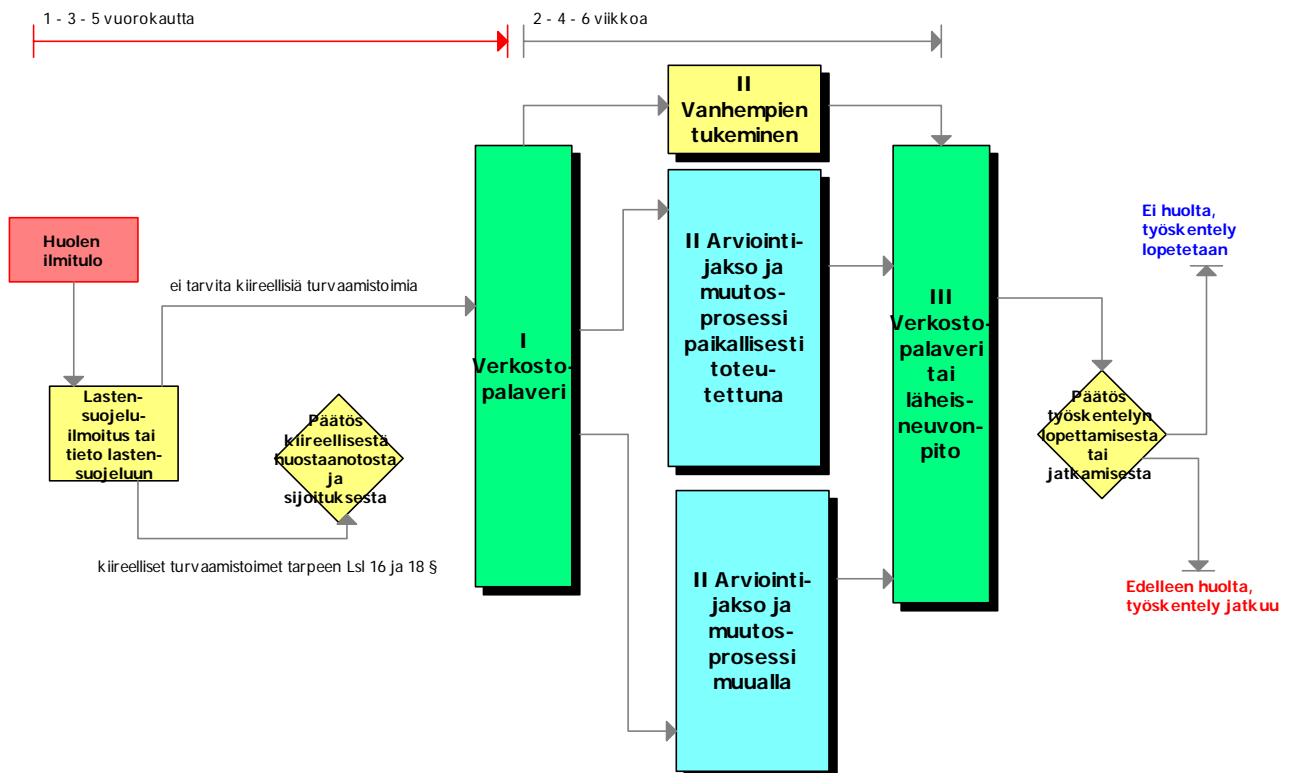 1 - 3 - 5 vuorokautta
2 - 4 - 6 viikkoa
Huolen
ilmitulo
ei tarvita kiireellisiä turvaamistoimia
Lasten-
suojelu-
ilmoitus tai
tieto lasten-
suojeluun
Päätös
kiireellisestä
huostaanotosta
ja
sijoituksesta
kiireelliset turvaamistoimet tarpeen Lsl 16 ja 18 §
I
Verkosto-
palaveri
II
Vanhempien
tukeminen
II Arviointi-
jakso ja
muutos-
prosessi
paikallisesti
toteu-
tettuna
II Arviointi-
jakso ja
muutos-
prosessi
muualla
III
Verkosto-
palaveri
tai
läheis-
neuvon-
pito
Päätös
työskentelyn
lopettamisesta
tai
jatkamisesta
Ei huolta,
työskentely
lopetetaan
Edelleen huolta,
työskentely jatkuu